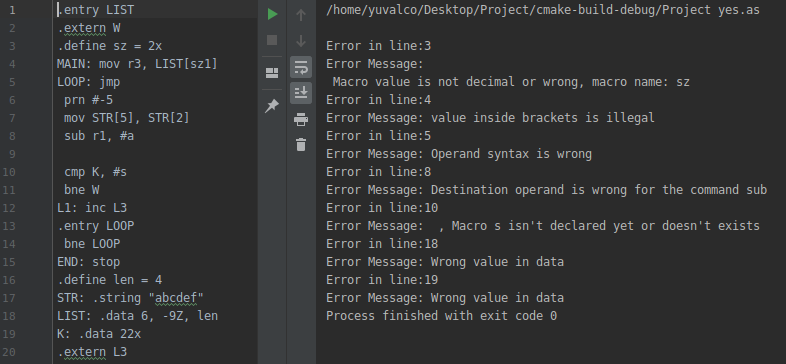 1 .entry LIST
2 .extern W
3 .define sz = 2x
4 MAIN: mov r3, LIST[sz1]
5 LOOP: jmp
6 prn #-5
7 mov STR[5], STR[2]
8 sub r1, #a
9
10 cmp K, #s
11 bne W
12 L1: inc L3
13 .entry LOOP
14 bne LOOP
15 END: stop
16 .define len = 4
17 STR: .string "abcdef"
18 LIST: .data 6, -9Z, len
19 K: .data 22x
20 .extern L3
/home/yuvalco/Desktop/Project/cmake-build-debug/Project yes.as
Error in line:3
Error Message:
Macro value is not decimal or wrong, macro name: sz
Error in line:4
Error Message: value inside brackets is illegal
Error in line:5
Error Message: Operand syntax is wrong
Error in line:8
Error Message: Destination operand is wrong for the command sub
Error in line:10
Error Message:  , Macro s isn't declared yet or doesn't exists
Error in line:18
Error Message: Wrong value in data
Error in line:19
Error Message: Wrong value in data
Process finished with exit code 0